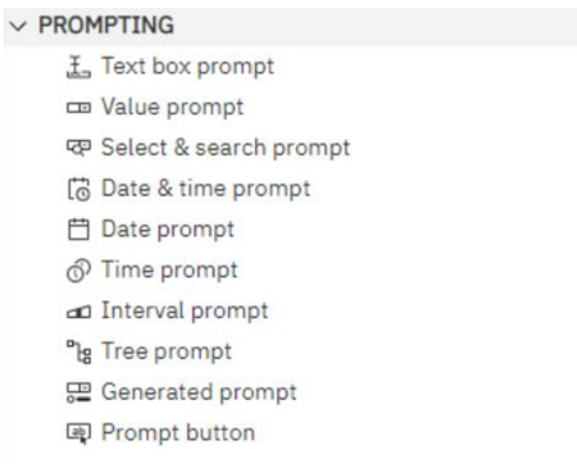 PROMPTING
Text box prompt
Value prompt
Select & search prompt
Date & time prompt
Date prompt
Time prompt
Interval prompt
Tree prompt
Generated prompt
Prompt button